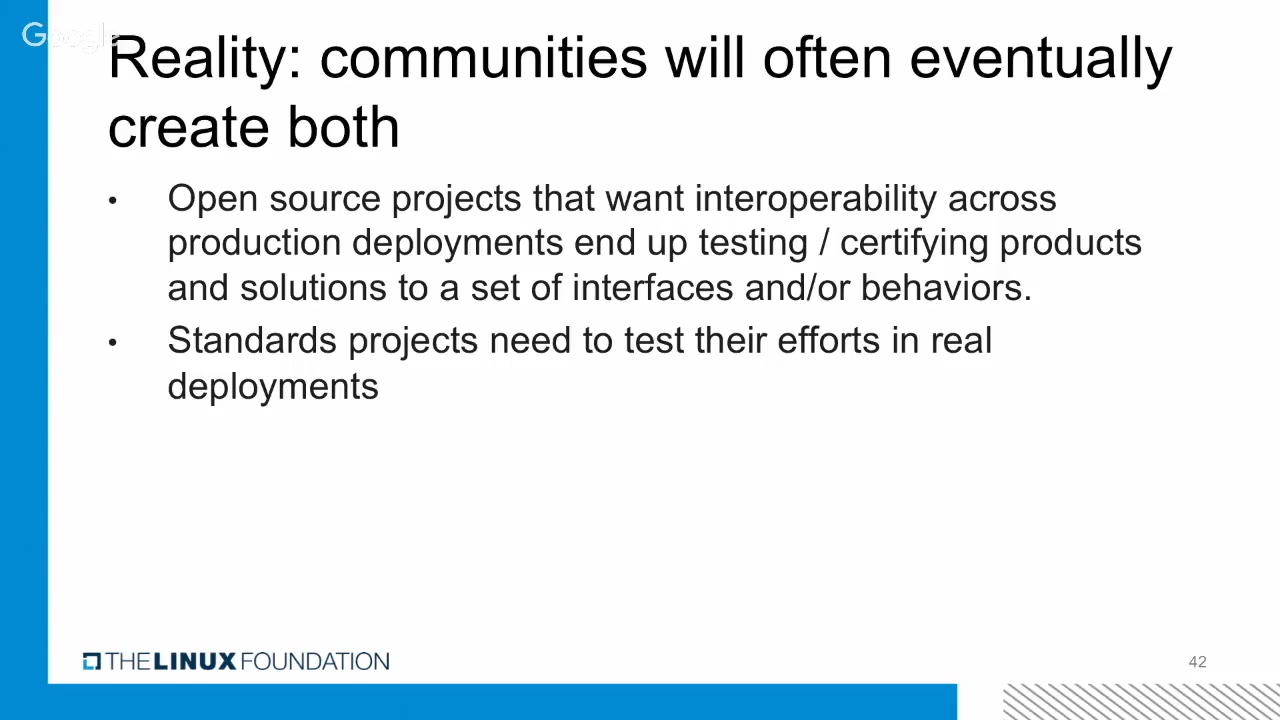 Google
Reality: communities will often eventually
create both
• Open source projects that want interoperability across
production deployments end up testing / certifying products
and solutions to a set of interfaces and/or behaviors.
• Standards projects need to test their efforts in real
deployments
THE LINUX FOUNDATION
42